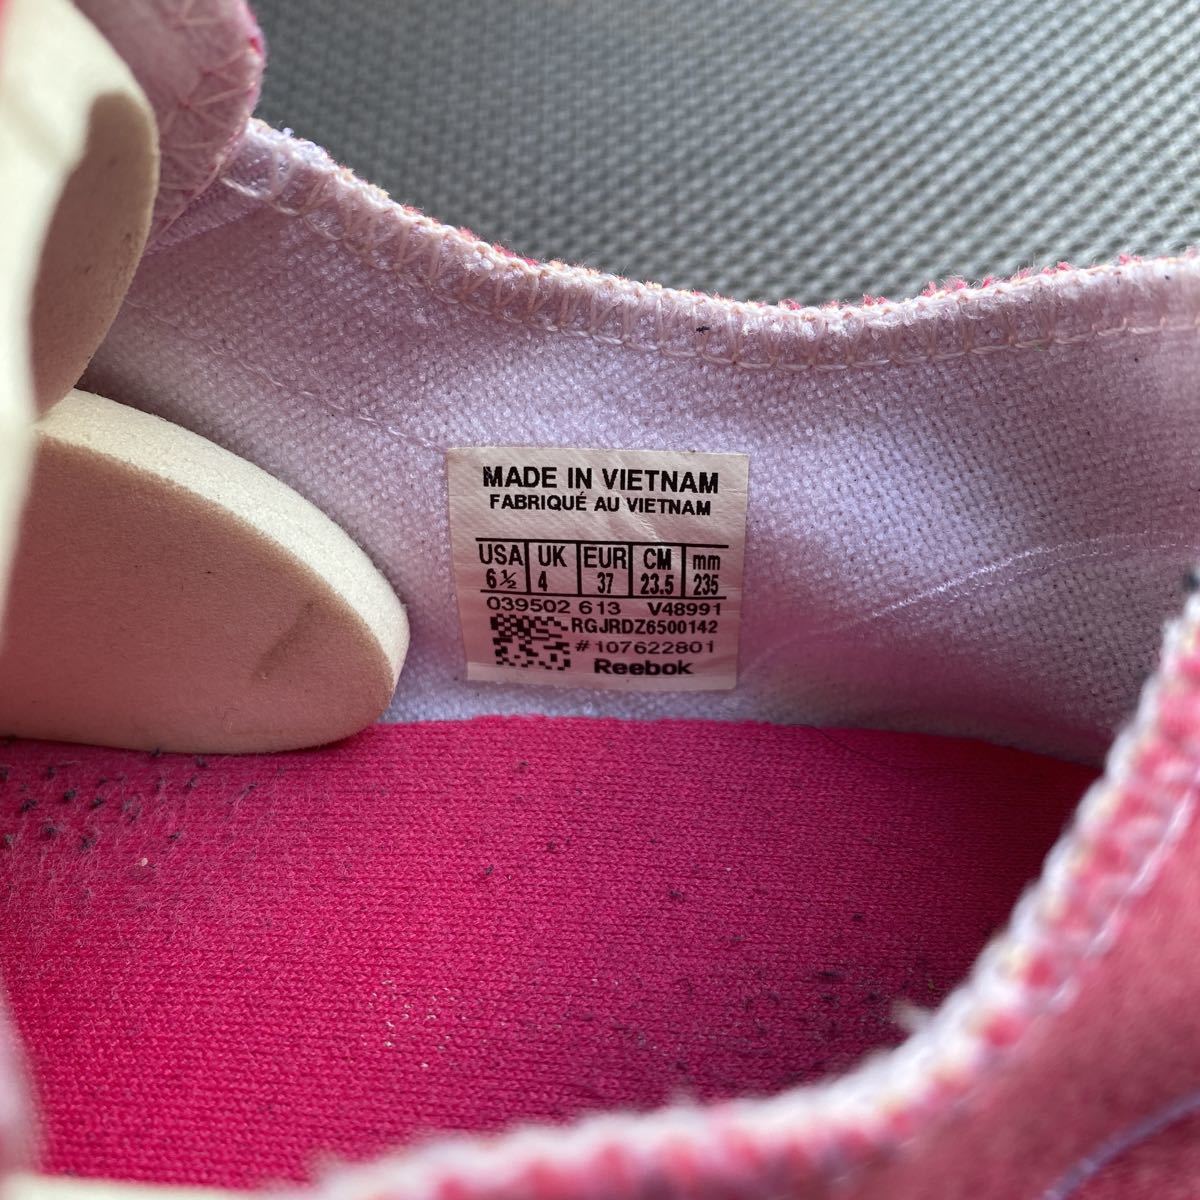 MADE IN VIETNAM
FABRIQUÉ AU VIETNAM
USA UK EUR CM mm
6½ 4 37 23.5 235
039502 613 V48991
RGJRDZ6500142
#107622801
Reebok